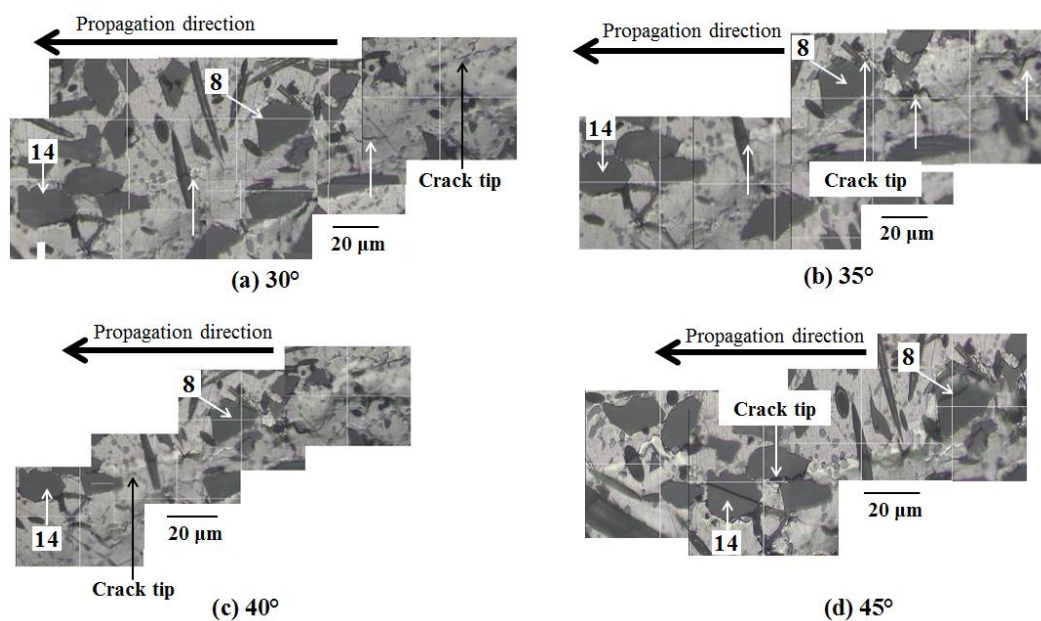 Propagation direction
8
14
Crack tip
20 µm
(a) 30°
Propagation direction
8
14
Crack tip
20 µm
(b) 35°
Propagation direction
8
14
20 µm
Crack tip
(c) 40°
Propagation direction
8
Crack tip
14
20 µm
(d) 45°